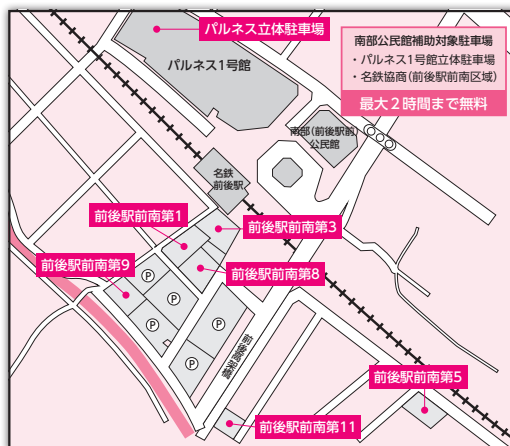 パルネス立体駐車場
パルネス1号館
南部公民館補助対象駐車場
・パルネス1号館立体駐車場
・名鉄協商(前後駅前南区域)
最大2時間まで無料
南部(前後駅前)
公民館
名鉄
前後駅
前後駅前南第1
前後駅前南第3
前後駅前南第9
前後駅前南第8
P
P
P
P
P
前後高架橋
前後駅前南第5
前後駅前南第11